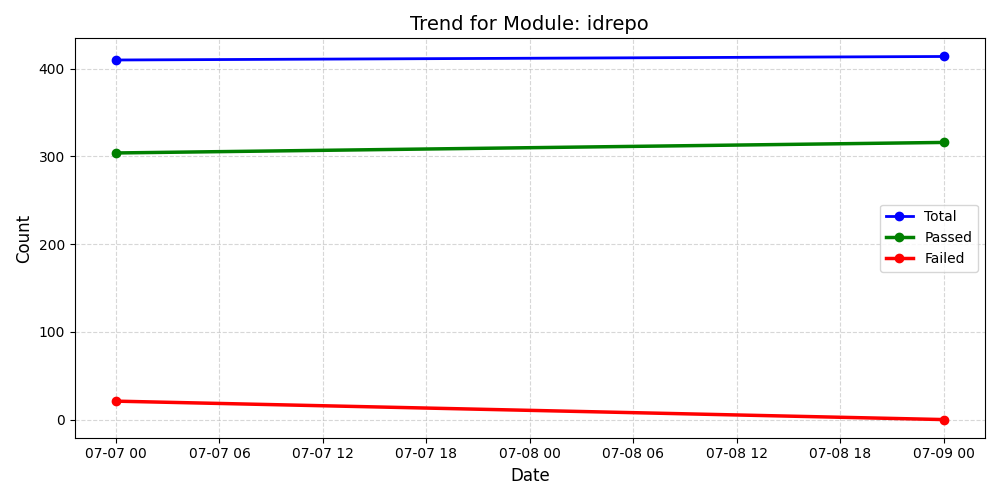 Trend for Module: idrepo
Count
400
300
200
100
0
Total
Passed
Failed
07-07 00 07-07 06 07-07 12 07-07 18 07-08 00 07-08 06 07-08 12 07-08 18 07-09 00
Date